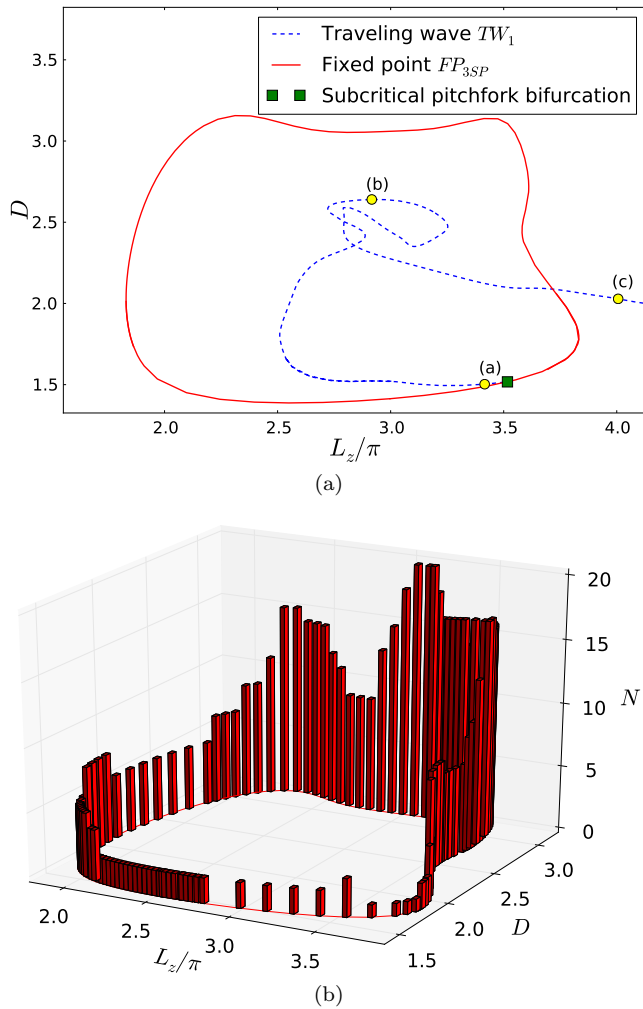 Traveling wave TW₁
Fixed point FP₃SP
Subcritical pitchfork bifurcation
3.5
3.0
2.5
2.0
1.5
D
(b)
(c)
(a)
2.0 2.5 3.0 3.5 4.0
L_z/π
(a)
20
15
10
5
0
N
3.0
2.5
2.0
1.5
D
2.0
2.5
3.0
3.5
L_z/π
(b)